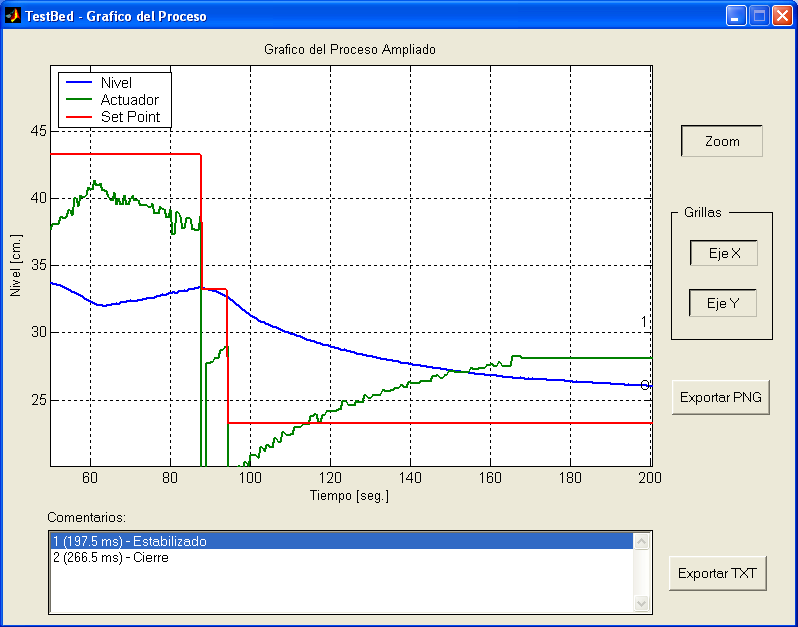 TestBed - Grafico del Proceso
Grafico del Proceso Ampliado
Nivel
Actuador
Set Point
45
40
35
30
25
Nivel [cm.]
1
60 80 100 120 140 160 180 200
Tiempo [seg.]
Zoom
Grillas
Eje X
Eje Y
Exportar PNG
Comentarios:
1 (197.5 ms) - Estabilizado
2 (266.5 ms) - Cierre
Exportar TXT